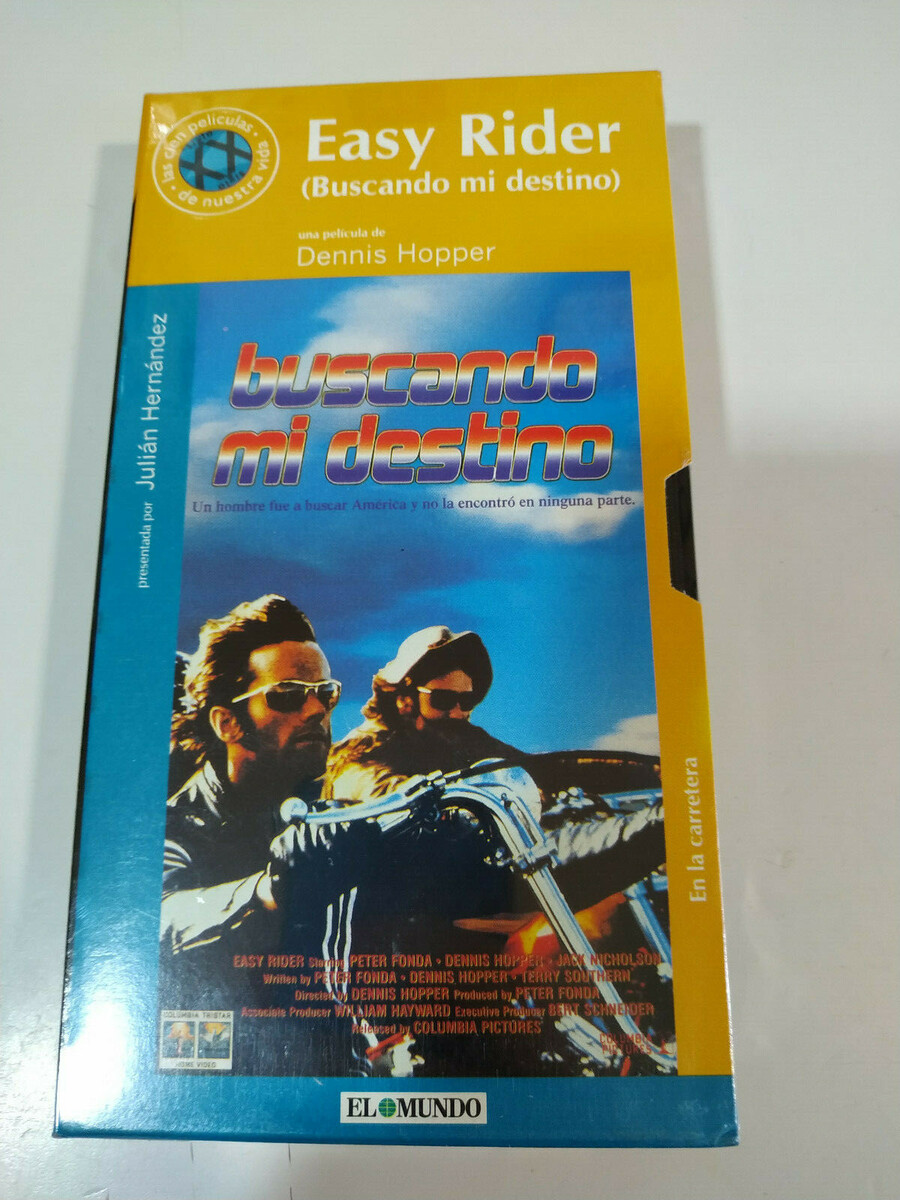 las cien películas ·
· de nuestra vida
Easy Rider
(Buscando mi destino)
una película de
Dennis Hopper
presentada por Julián Hernández
buscando
mi destino
Un hombre fue a buscar América y no la encontró en ninguna parte.
En la carretera
EASY RIDER Starring PETER FONDA · DENNIS HOPPER · JACK NICHOLSON
Written by PETER FONDA · DENNIS HOPPER · TERRY SOUTHERN
Directed by DENNIS HOPPER Produced by PETER FONDA
Associate Producer WILLIAM HAYWARD Executive Producer BERT SCHNEIDER
Released by COLUMBIA PICTURES
COLUMBIA
PICTURES
COLUMBIA TRISTAR
HOME VIDEO
EL MUNDO